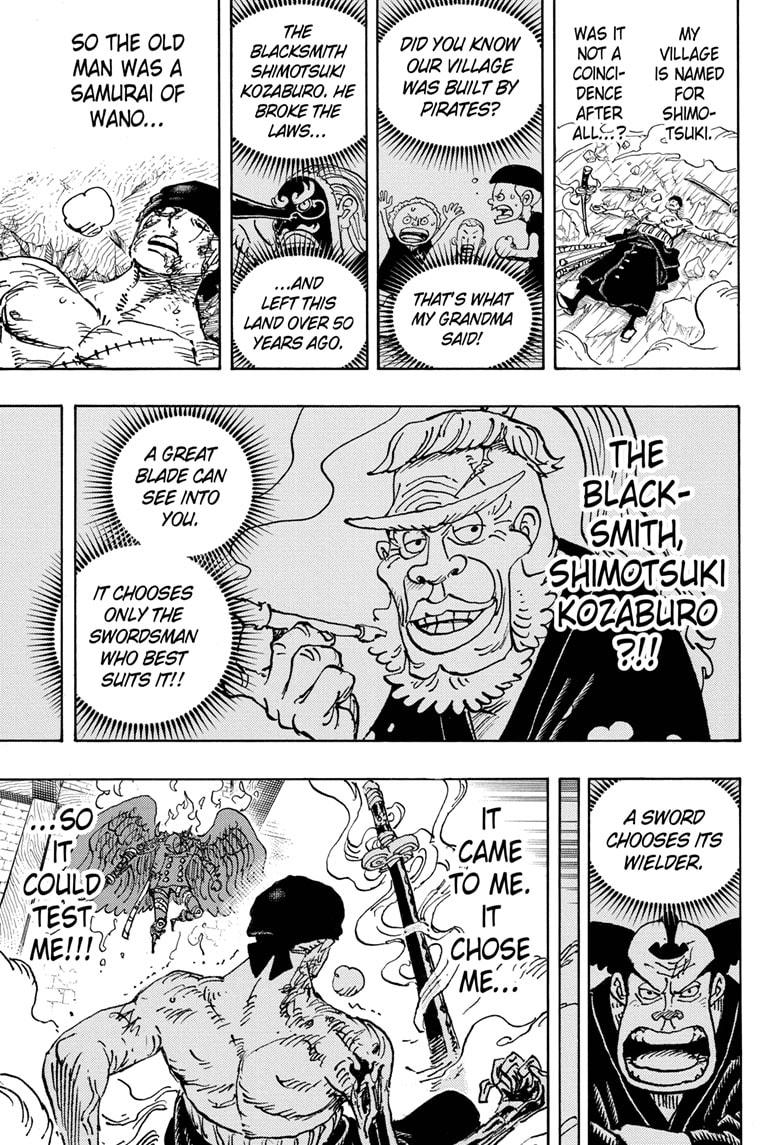 MY
VILLAGE
IS NAMED
FOR
SHIMO-
TSUKI.
WAS IT
NOT A
COINCI-
DENCE
AFTER
ALL...?
DID YOU KNOW
OUR VILLAGE
WAS BUILT BY
PIRATES?
THAT'S WHAT
MY GRANDMA
SAID!
THE
BLACKSMITH
SHIMOTSUKI
KOZABURO. HE
BROKE THE
LAWS...
...AND
LEFT THIS
LAND OVER 50
YEARS AGO.
SO THE OLD
MAN WAS A
SAMURAI OF
WANO...
THE
BLACK-
SMITH,
SHIMOTSUKI
KOZABURO
?!!
A GREAT
BLADE CAN
SEE INTO
YOU.
IT CHOOSES
ONLY THE
SWORDSMAN
WHO BEST
SUITS IT!!
A SWORD
CHOOSES ITS
WIELDER.
IT
CAME
TO ME.
IT
CHOSE
ME...
...SO
IT
COULD
TEST
ME!!!